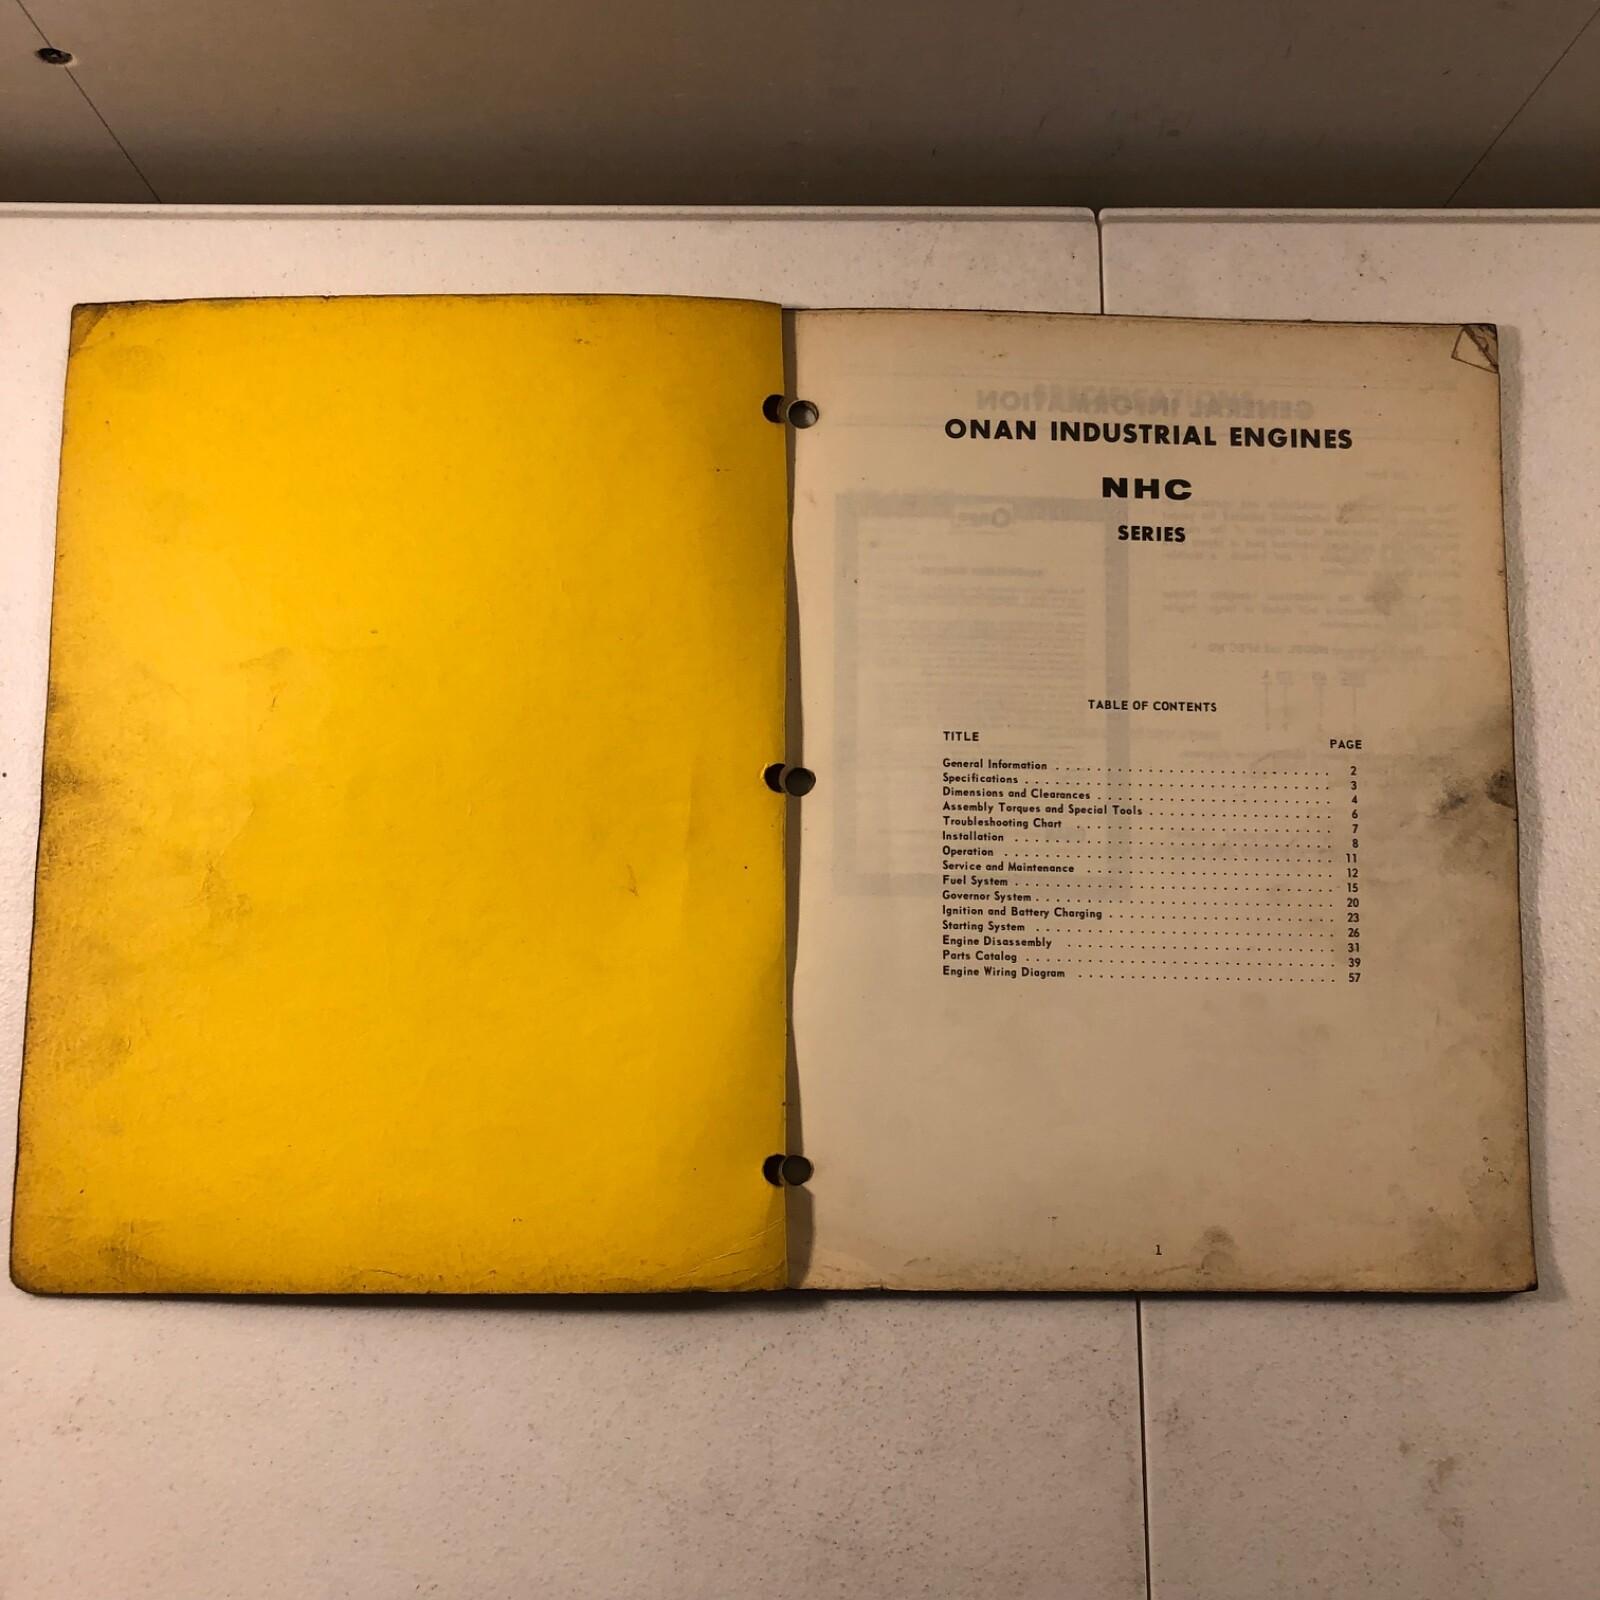 ONAN INDUSTRIAL ENGINES
NHC
SERIES
TABLE OF CONTENTS
TITLE PAGE
General Information . . . . . . . . . . . . . . . . . . . . . . . . . . . 2
Specifications . . . . . . . . . . . . . . . . . . . . . . . . . . . . . . 3
Dimensions and Clearances . . . . . . . . . . . . . . . . . . . . . . . 4
Assembly Torques and Special Tools . . . . . . . . . . . . . . . . . . 6
Troubleshooting Chart . . . . . . . . . . . . . . . . . . . . . . . . . 7
Installation . . . . . . . . . . . . . . . . . . . . . . . . . . . . . . . 8
Operation . . . . . . . . . . . . . . . . . . . . . . . . . . . . . . . . 11
Service and Maintenance . . . . . . . . . . . . . . . . . . . . . . . . 12
Fuel System . . . . . . . . . . . . . . . . . . . . . . . . . . . . . . . 15
Governor System . . . . . . . . . . . . . . . . . . . . . . . . . . . . . 20
Ignition and Battery Charging . . . . . . . . . . . . . . . . . . . . . . 23
Starting System . . . . . . . . . . . . . . . . . . . . . . . . . . . . . 26
Engine Disassembly . . . . . . . . . . . . . . . . . . . . . . . . . . . 31
Parts Catalog . . . . . . . . . . . . . . . . . . . . . . . . . . . . . . 39
Engine Wiring Diagram . . . . . . . . . . . . . . . . . . . . . . . . . . 57
1